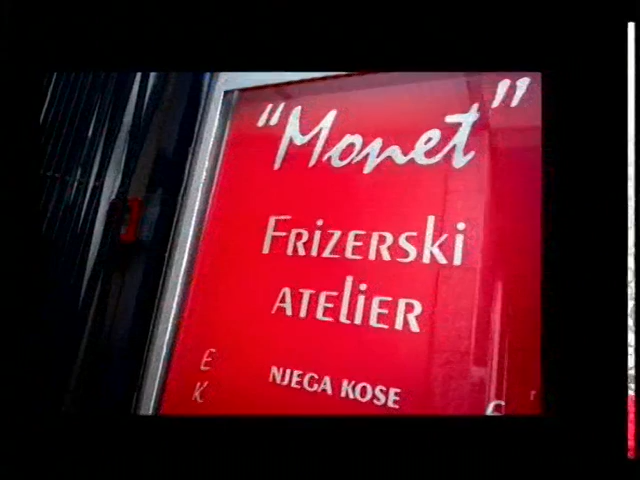 "Monet"
FRIZERSKI
ATELIER
NJEGA KOSE
E
K